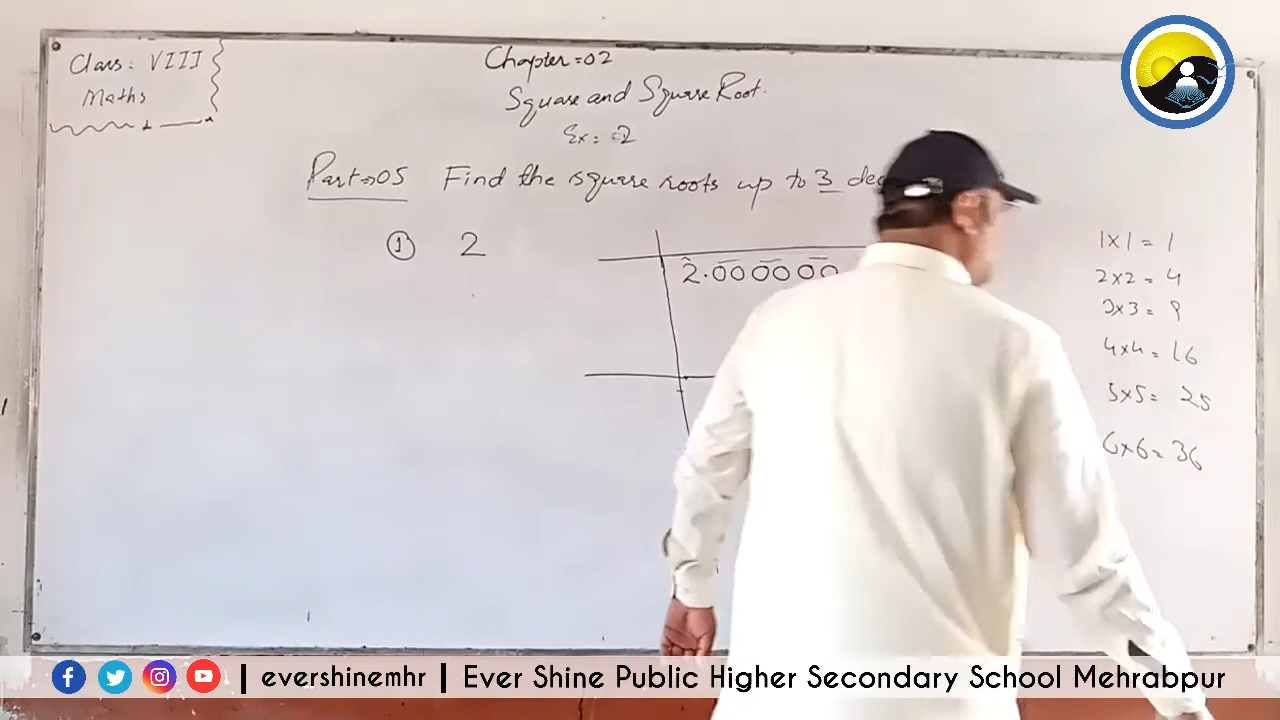 Class: VIII
Maths
Chapter=02
Square and Square Root.
Ex: 2
Part⇒05 Find the square roots up to 3 dec
① 2
2.000000
1x1 = 1
2x2 = 4
3x3 = 9
4x4 = 16
5x5 = 25
6x6 = 36
| evershinemhr | Ever Shine Public Higher Secondary School Mehrabpur